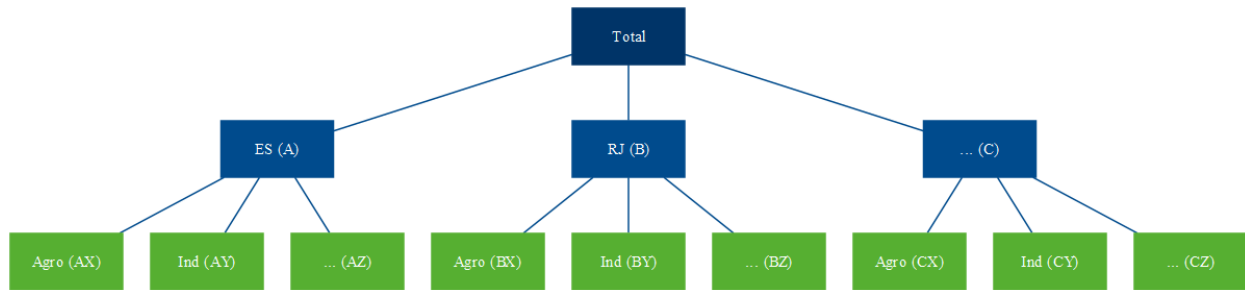 Total
ES (A)
RJ (B)
... (C)
Agro (AX)
Ind (AY)
... (AZ)
Agro (BX)
Ind (BY)
... (BZ)
Agro (CX)
Ind (CY)
... (CZ)